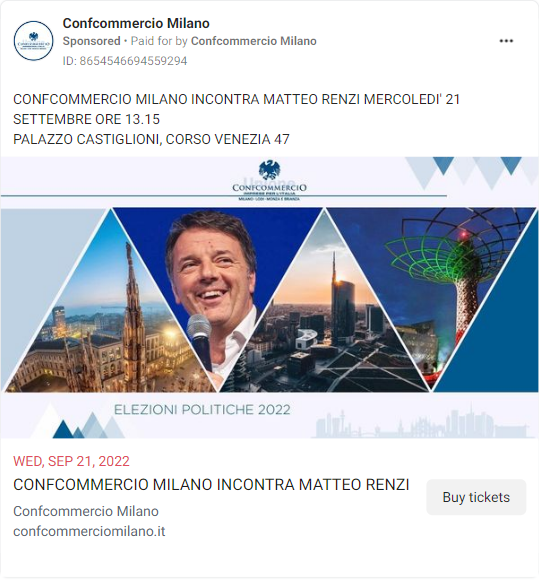 Confcommercio Milano
Sponsored • Paid for by Confcommercio Milano
ID: 8654546694559294
CONFCOMMERCIO MILANO INCONTRA MATTEO RENZI MERCOLEDI' 21
SETTEMBRE ORE 13.15
PALAZZO CASTIGLIONI, CORSO VENEZIA 47
Unione
CONFCOMMERCIO
IMPRESE PER L'ITALIA
MILANO · LODI · MONZA E BRIANZA
ELEZIONI POLITICHE 2022
WED, SEP 21, 2022
CONFCOMMERCIO MILANO INCONTRA MATTEO RENZI
Buy tickets
Confcommercio Milano
confcommerciomilano.it